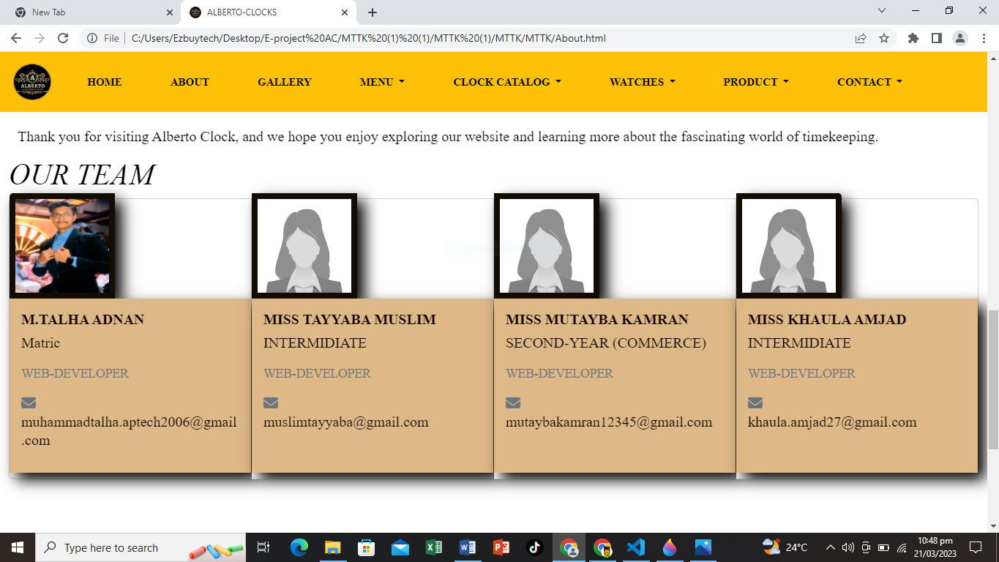 New Tab
ALBERTO-CLOCKS
File
C:/Users/Ezbuytech/Desktop/E-project%20AC/MTTK%20(1)%20(1)/MTTK%20(1)/MTTK/MTTK/About.html
A
ALBERTO
HOME ABOUT GALLERY MENU CLOCK CATALOG WATCHES PRODUCT CONTACT
Thank you for visiting Alberto Clock, and we hope you enjoy exploring our website and learning more about the fascinating world of timekeeping.
OUR TEAM
M.TALHA ADNAN
Matric
WEB-DEVELOPER
muhammadtalha.aptech2006@gmail
.com
MISS TAYYABA MUSLIM
INTERMIDIATE
WEB-DEVELOPER
muslimtayyaba@gmail.com
MISS MUTAYBA KAMRAN
SECOND-YEAR (COMMERCE)
WEB-DEVELOPER
mutaybakamran12345@gmail.com
MISS KHAULA AMJAD
INTERMIDIATE
WEB-DEVELOPER
khaula.amjad27@gmail.com
Type here to search
24°C
10:48 pm
21/03/2023